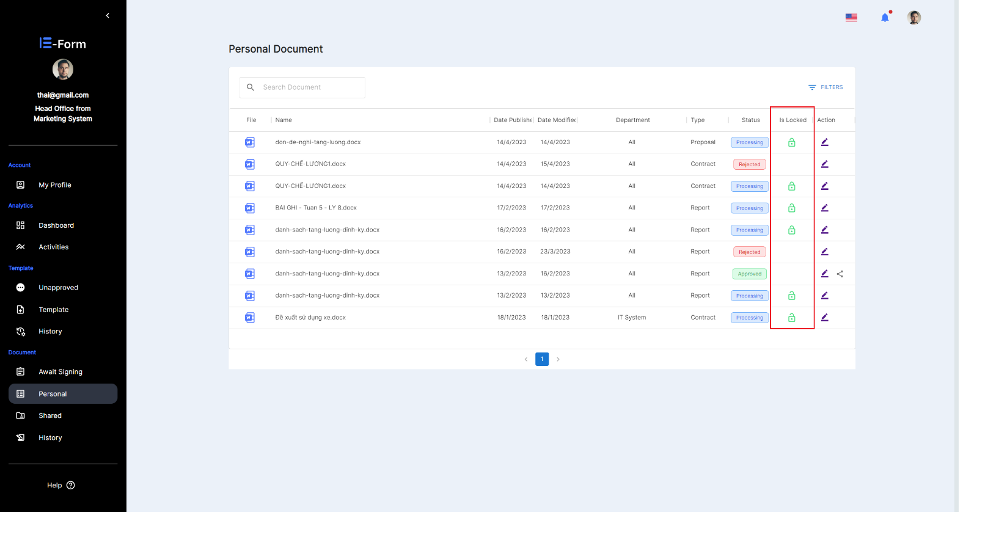 E-Form
thai@gmail.com
Head Office from
Marketing System
Account
My Profile
Analytics
Dashboard
Activities
Template
Unapproved
Template
History
Document
Await Signing
Personal
Shared
History
Help
Personal Document
Search Document
FILTERS
File Name Date Publishe Date Modified Department Type Status Is Locked Action
don-de-nghi-tang-luong.docx 14/4/2023 14/4/2023 All Proposal Processing
QUY-CHẾ-LƯƠNG1.docx 14/4/2023 15/4/2023 All Contract Rejected
QUY-CHẾ-LƯƠNG1.docx 14/4/2023 14/4/2023 All Contract Processing
BAI GHI - Tuan 5 - LY 8.docx 17/2/2023 17/2/2023 All Report Processing
danh-sach-tang-luong-dinh-ky.docx 16/2/2023 16/2/2023 All Report Processing
danh-sach-tang-luong-dinh-ky.docx 16/2/2023 23/3/2023 All Report Rejected
danh-sach-tang-luong-dinh-ky.docx 13/2/2023 16/2/2023 All Report Approved
danh-sach-tang-luong-dinh-ky.docx 13/2/2023 13/2/2023 All Report Processing
Đề xuất sử dụng xe.docx 18/1/2023 18/1/2023 IT System Contract Processing
1